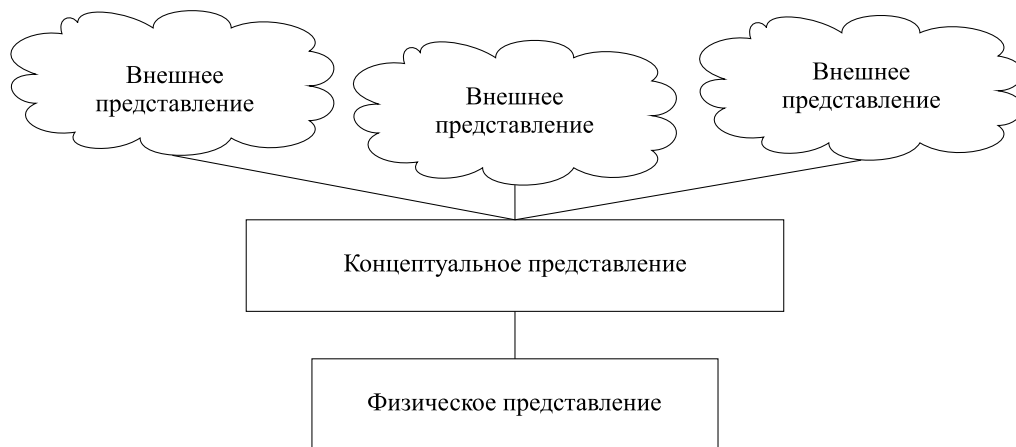 Внешнее
представление
Внешнее
представление
Внешнее
представление
Концептуальное представление
Физическое представление